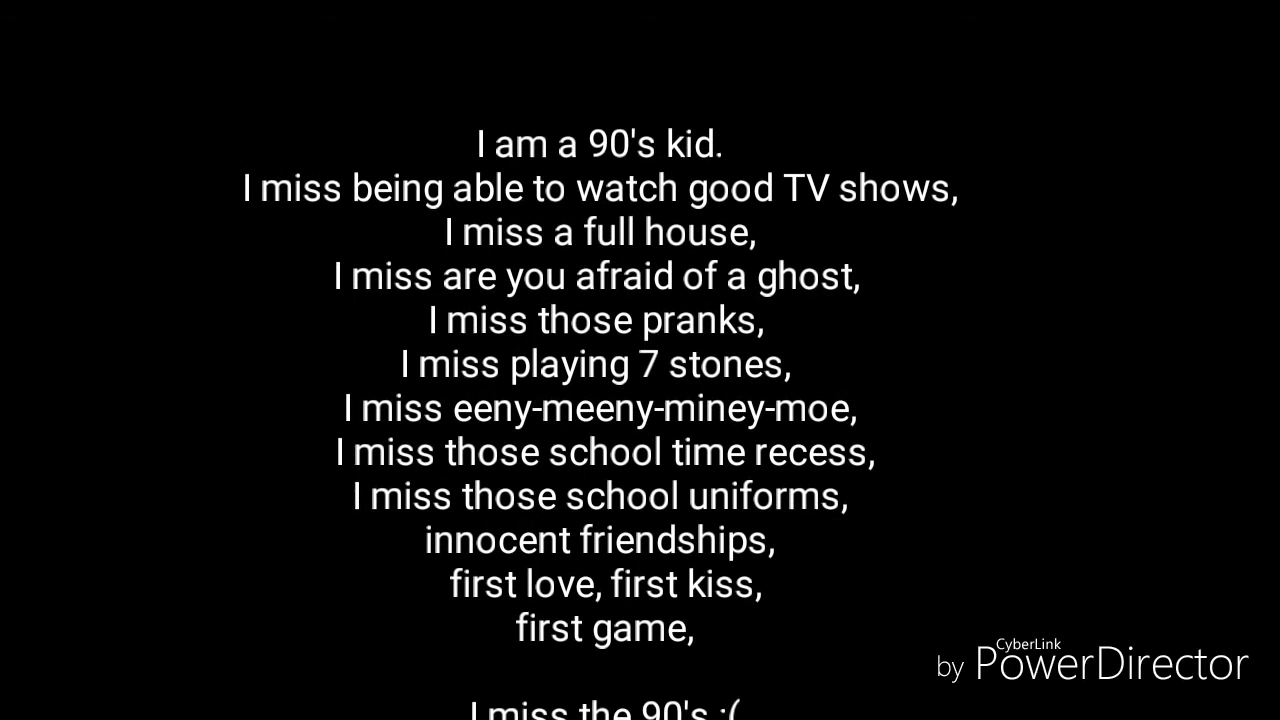 I am a 90's kid.
I miss being able to watch good TV shows,
I miss a full house,
I miss are you afraid of a ghost,
I miss those pranks,
I miss playing 7 stones,
I miss eeny-meeny-miney-moe,
I miss those school time recess,
I miss those school uniforms,
innocent friendships,
first love, first kiss,
first game,
I miss the 90's :(
CyberLink
by PowerDirector